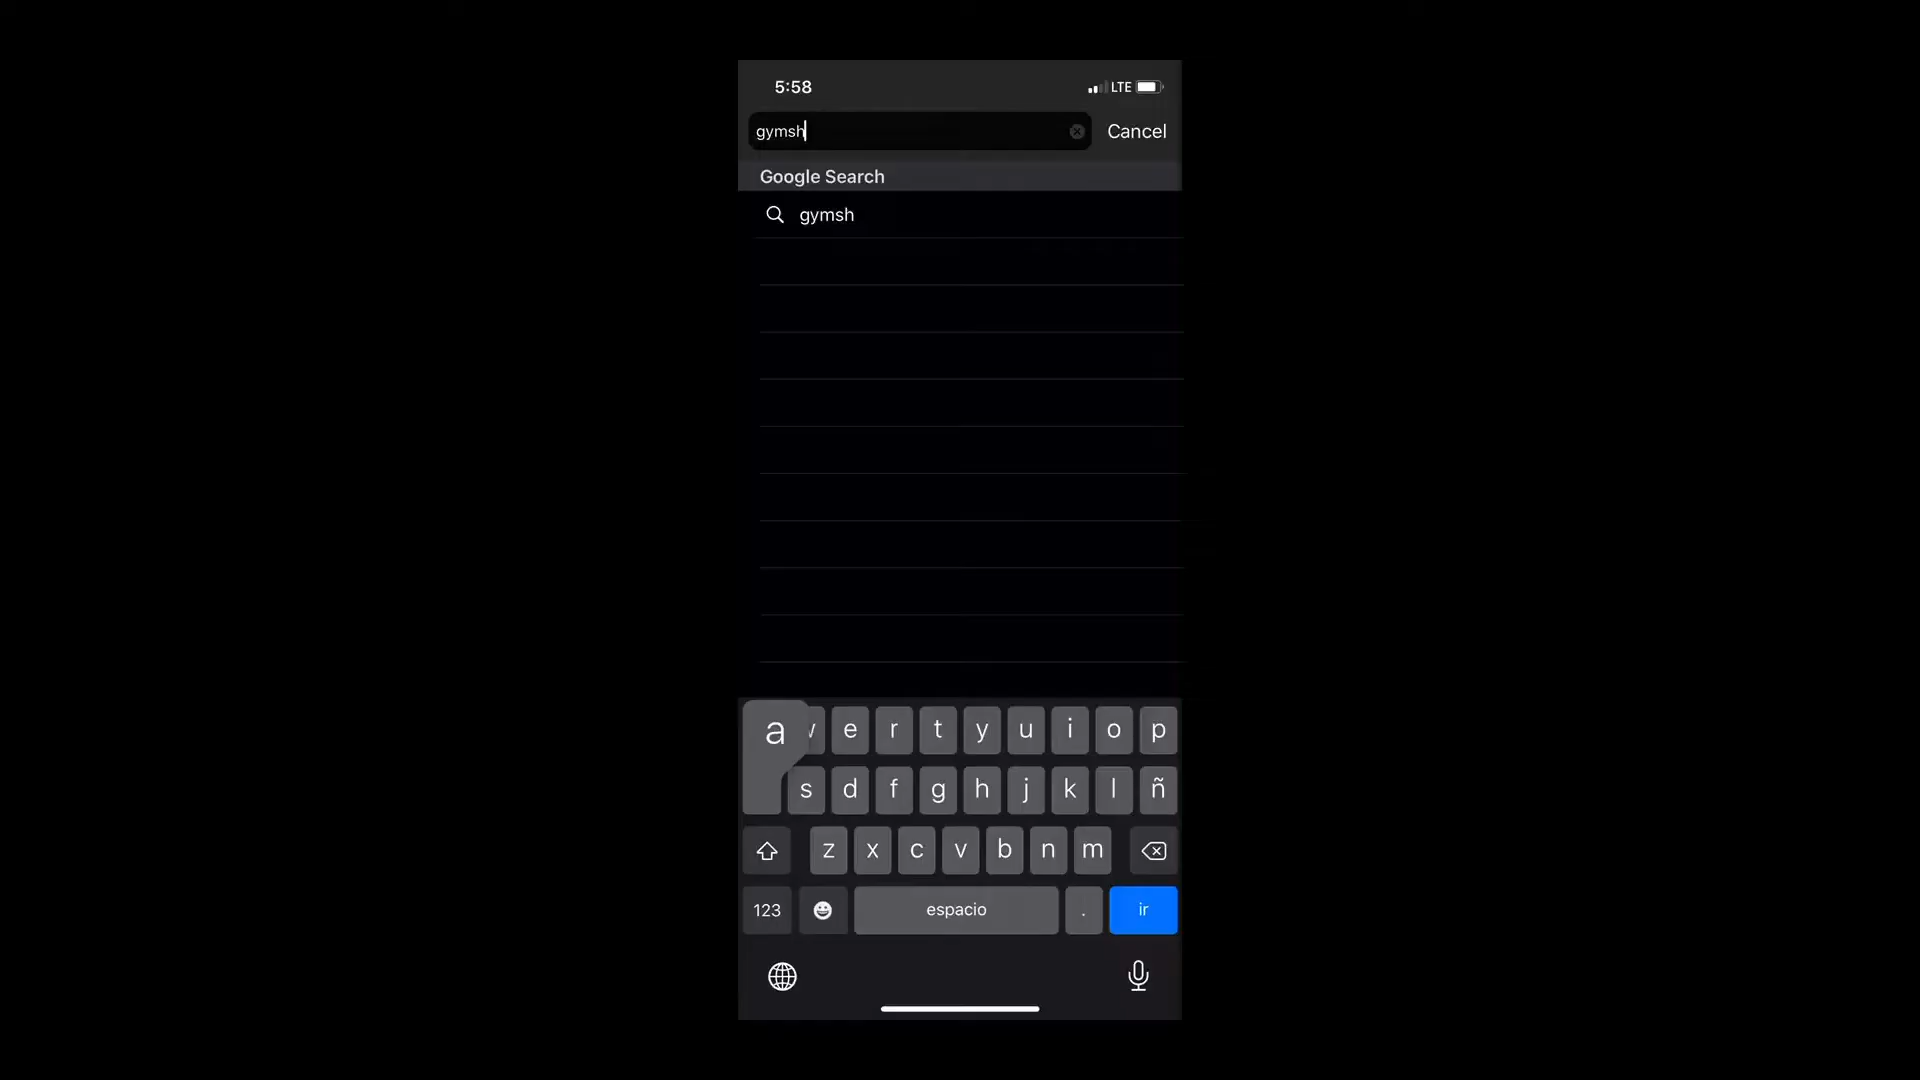 5:58 LTE
gymsh Cancel
Google Search
gymsh
a e r t y u i o p
s d f g h j k l ñ
z x c v b n m
123 espacio . ir